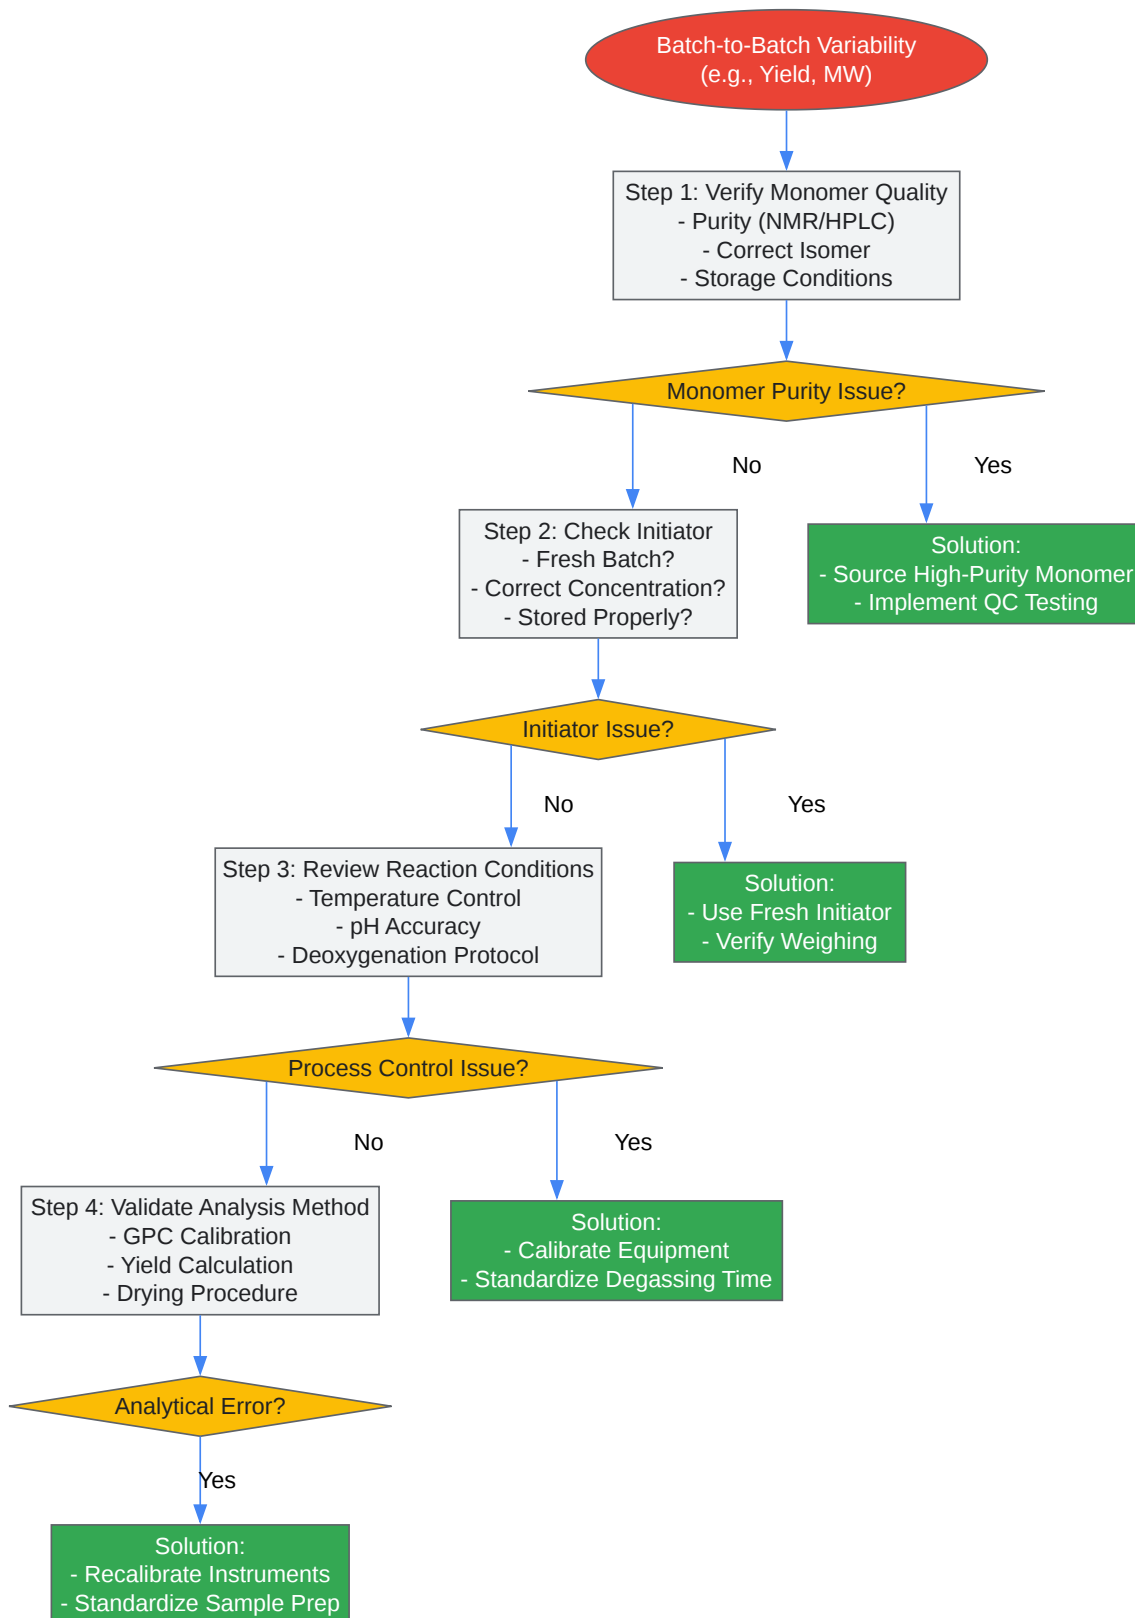 Batch-to-Batch Variability
(e.g., Yield, MW)
Step 1: Verify Monomer Quality
- Purity (NMR/HPLC)
- Correct Isomer
- Storage Conditions
Monomer Purity Issue?
No
Yes
Step 2: Check Initiator
- Fresh Batch?
- Correct Concentration?
- Stored Properly?
Solution:
- Source High-Purity Monomer
- Implement QC Testing
Initiator Issue?
No
Yes
Step 3: Review Reaction Conditions
- Temperature Control
- pH Accuracy
- Deoxygenation Protocol
Solution:
- Use Fresh Initiator
- Verify Weighing
Process Control Issue?
No
Yes
Step 4: Validate Analysis Method
- GPC Calibration
- Yield Calculation
- Drying Procedure
Solution:
- Calibrate Equipment
- Standardize Degassing Time
Analytical Error?
Yes
Solution:
- Recalibrate Instruments
- Standardize Sample Prep